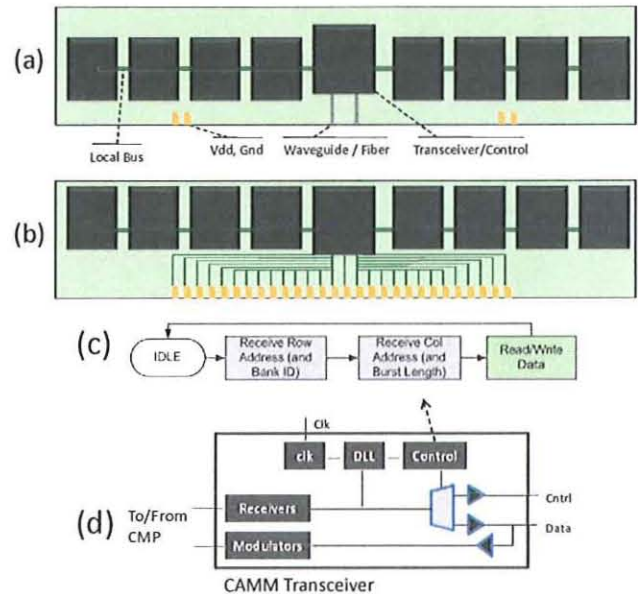 (a)
Local Bus
Vdd, Gnd
Waveguide / Fiber
Transceiver/Control
(b)
(c)
IDLE
Receive Row
Address (and
Bank ID)
Receive Col
Address (and
Burst Length)
Read/Write
Data
(d)
Clk
clk
DLL
Control
To/From
CMP
Receivers
Modulators
Cntrl
Data
CAMM Transceiver